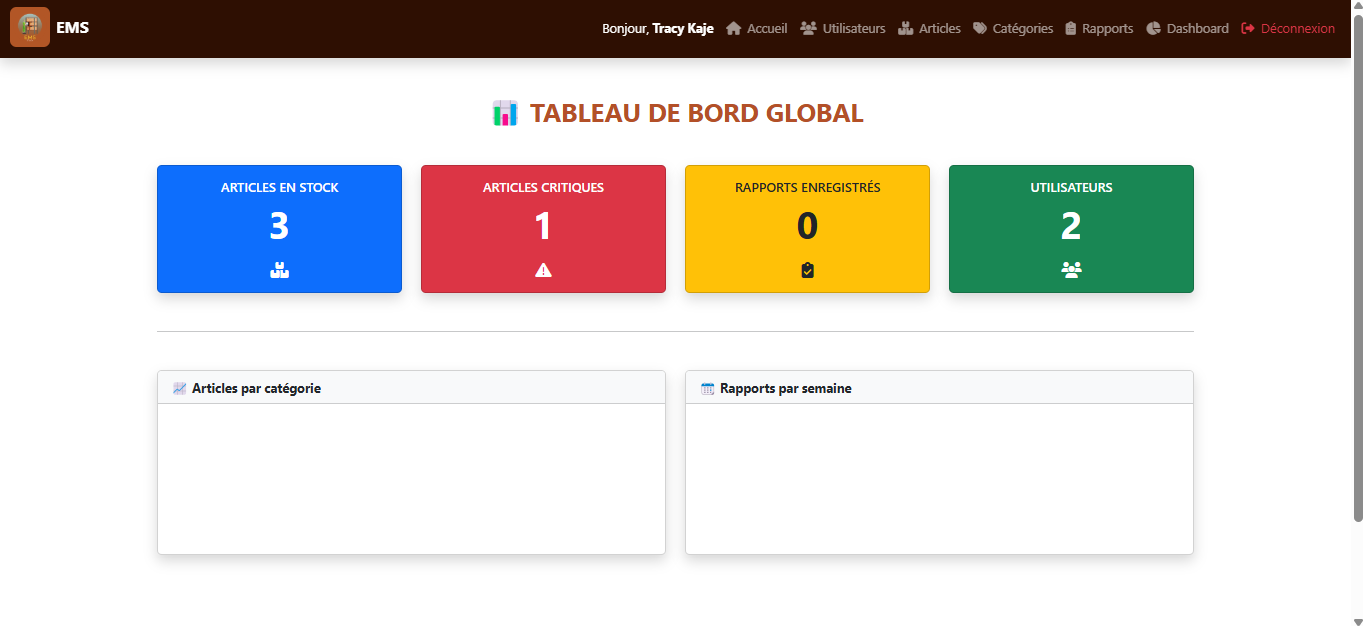 EMS
Bonjour, Tracy Kaje Accueil Utilisateurs Articles Catégories Rapports Dashboard Déconnexion
TABLEAU DE BORD GLOBAL
ARTICLES EN STOCK
3
ARTICLES CRITIQUES
1
RAPPORTS ENREGISTRÉS
0
UTILISATEURS
2
Articles par catégorie
Rapports par semaine